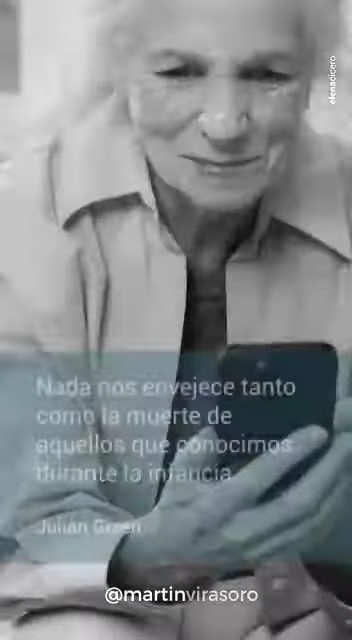 elenacicero
Nada nos envejece tanto
como la muerte de
aquellos que conocimos
durante la infancia.
Julian Green
@martinvirasoro